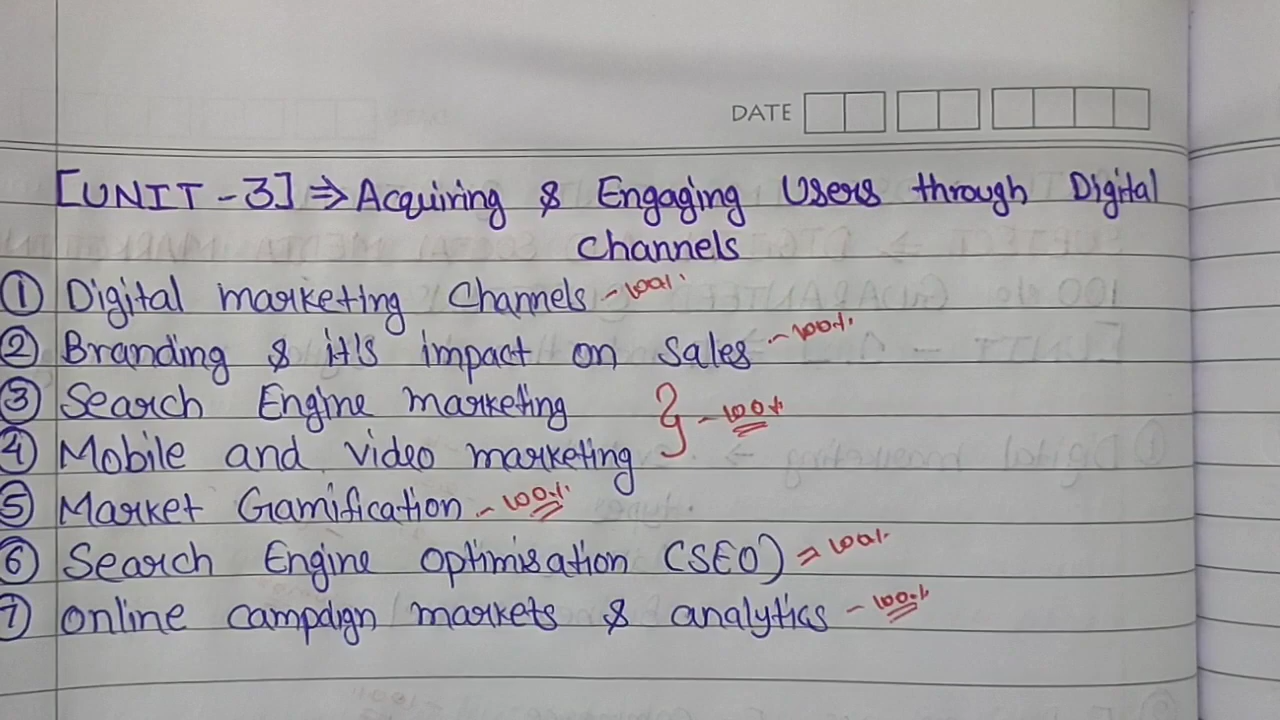 DATE
[UNIT - 3] ⇒ Acquiring & Engaging Users through Digital
Channels
① Digital marketing Channels - 100%
② Branding & it's impact on sales - 100%
③ Search Engine marketing
④ Mobile and video marketing } - 100%
⑤ Market Gamification - 100%
⑥ Search Engine Optimisation (SEO) = 100%
⑦ Online campaign markets & analytics - 100%